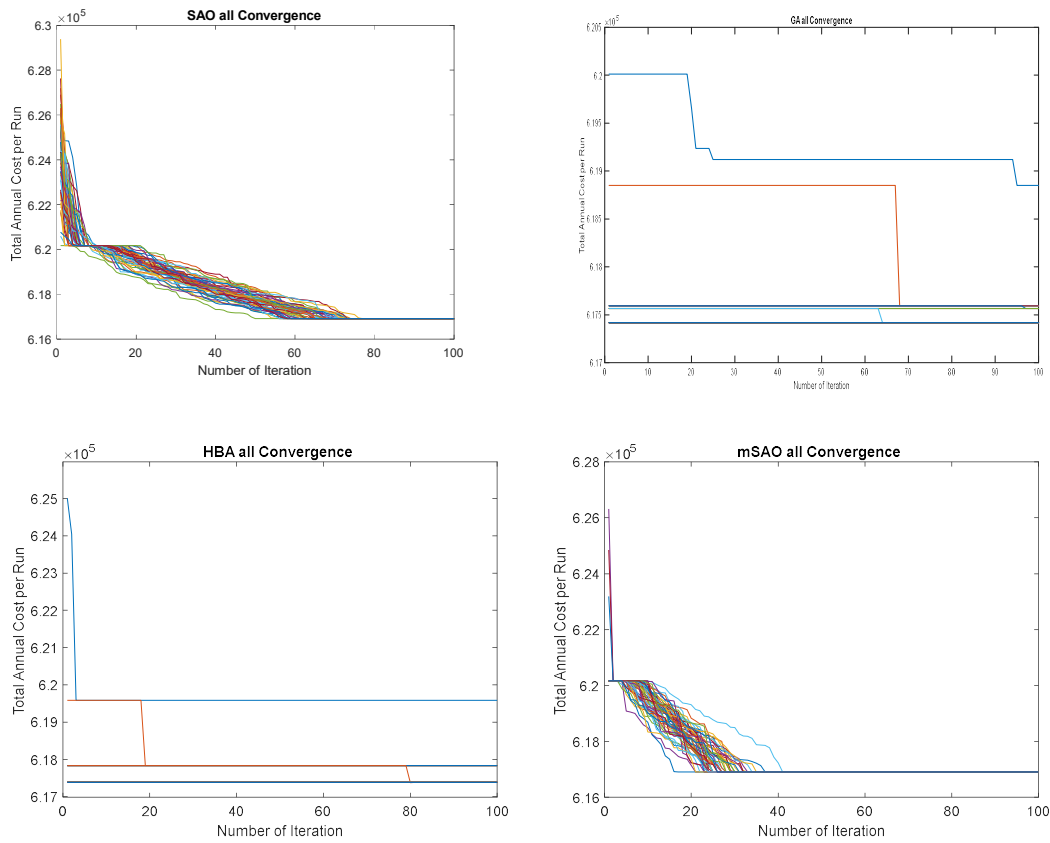 SAO all Convergence
×10^5
6.3
6.28
6.26
6.24
6.22
6.2
6.18
6.16
Total Annual Cost per Run
0 20 40 60 80 100
Number of Iteration
GA all Convergence
×10^5
6.205
6.2
6.195
6.19
6.185
6.18
6.175
6.17
Total Annual Cost per Run
0 10 20 30 40 50 60 70 80 90 100
Number of Iteration
HBA all Convergence
×10^5
6.25
6.24
6.23
6.22
6.21
6.2
6.19
6.18
6.17
Total Annual Cost per Run
0 20 40 60 80 100
Number of Iteration
mSAO all Convergence
×10^5
6.28
6.26
6.24
6.22
6.2
6.18
6.16
Total Annual Cost per Run
0 20 40 60 80 100
Number of Iteration